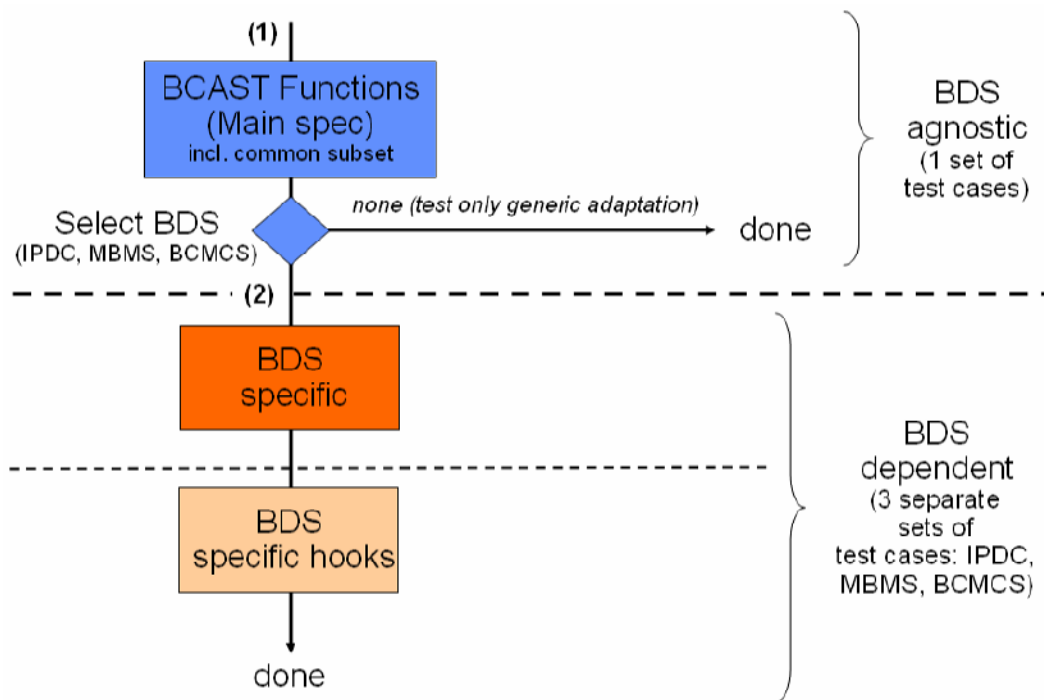 (1)
BCAST Functions
(Main spec)
incl. common subset
BDS
agnostic
(1 set of
test cases)
Select BDS
(IPDC, MBMS, BCMCS)
none (test only generic adaptation)
done
(2)
BDS
specific
BDS
specific hooks
BDS
dependent
(3 separate
sets of
test cases: IPDC,
MBMS, BCMCS)
done